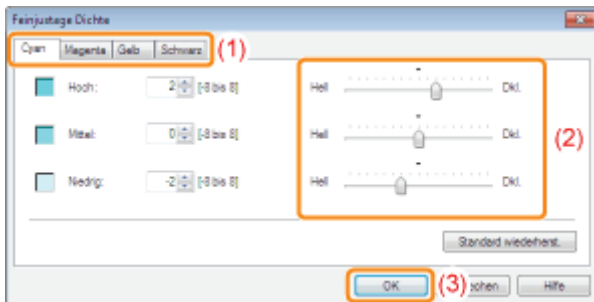 Feinjustage Dichte
Cyan Magenta Gelb Schwarz (1)
Hoch: 2 [-8 bis 8] Hell Dkl.
Mittel: 0 [-8 bis 8] Hell Dkl. (2)
Niedrig: -2 [-8 bis 8] Hell Dkl.
Standard wiederherst.
OK (3) Hilfe